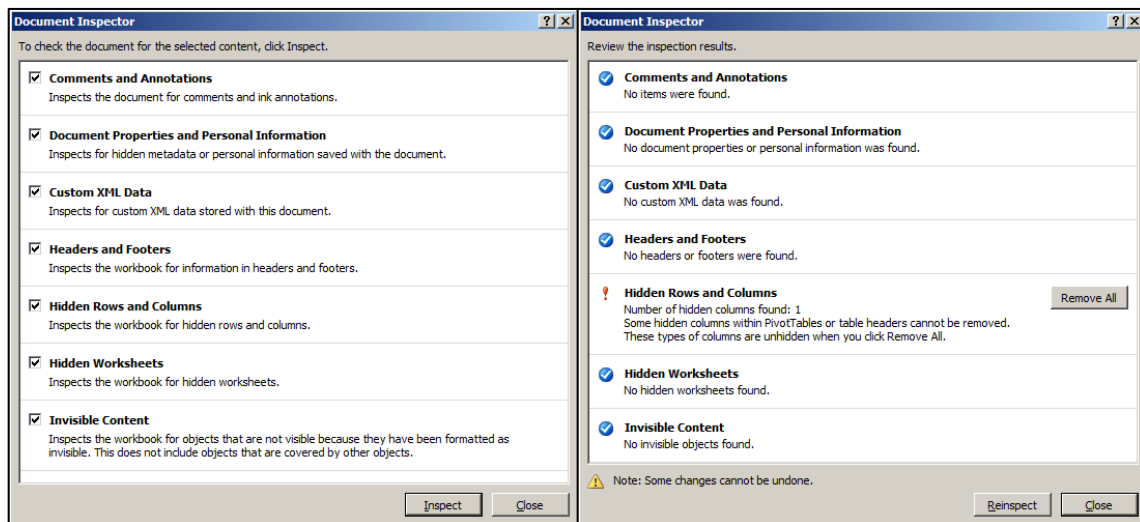 Document Inspector
To check the document for the selected content, click Inspect.
Comments and Annotations
Inspects the document for comments and ink annotations.
Document Properties and Personal Information
Inspects for hidden metadata or personal information saved with the document.
Custom XML Data
Inspects for custom XML data stored with this document.
Headers and Footers
Inspects the workbook for information in headers and footers.
Hidden Rows and Columns
Inspects the workbook for hidden rows and columns.
Hidden Worksheets
Inspects the workbook for hidden worksheets.
Invisible Content
Inspects the workbook for objects that are not visible because they have been formatted as
invisible. This does not include objects that are covered by other objects.
Inspect
Close
Document Inspector
Review the inspection results.
Comments and Annotations
No items were found.
Document Properties and Personal Information
No document properties or personal information was found.
Custom XML Data
No custom XML data was found.
Headers and Footers
No headers or footers were found.
Hidden Rows and Columns
Number of hidden columns found: 1
Some hidden columns within PivotTables or table headers cannot be removed.
These types of columns are unhidden when you click Remove All.
Remove All
Hidden Worksheets
No hidden worksheets found.
Invisible Content
No invisible objects found.
Note: Some changes cannot be undone.
Reinspect
Close